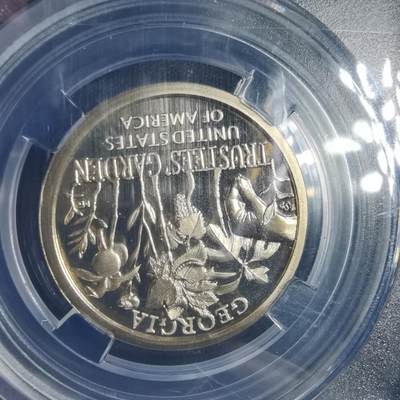 GEORGIA
TRUSTEES' GARDEN
UNITED STATES
OF AMERICA